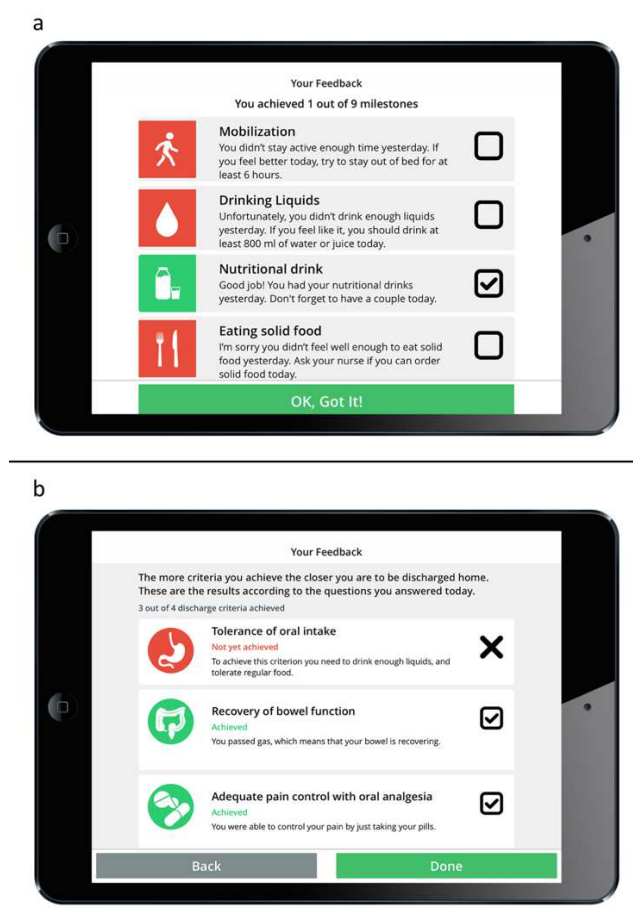 a
Your Feedback
You achieved 1 out of 9 milestones
Mobilization
You didn't stay active enough time yesterday. If
you feel better today, try to stay out of bed for at
least 6 hours.
Drinking Liquids
Unfortunately, you didn't drink enough liquids
yesterday. If you feel like it, you should drink at
least 800 ml of water or juice today.
Nutritional drink
Good job! You had your nutritional drinks
yesterday. Don't forget to have a couple today.
Eating solid food
I'm sorry you didn't feel well enough to eat solid
food yesterday. Ask your nurse if you can order
solid food today.
OK, Got It!
b
Your Feedback
The more criteria you achieve the closer you are to be discharged home.
These are the results according to the questions you answered today.
3 out of 4 discharge criteria achieved
Tolerance of oral intake
Not yet achieved
To achieve this criterion you need to drink enough liquids, and
tolerate regular food.
Recovery of bowel function
Achieved
You passed gas, which means that your bowel is recovering.
Adequate pain control with oral analgesia
Achieved
You were able to control your pain by just taking your pills.
Back
Done